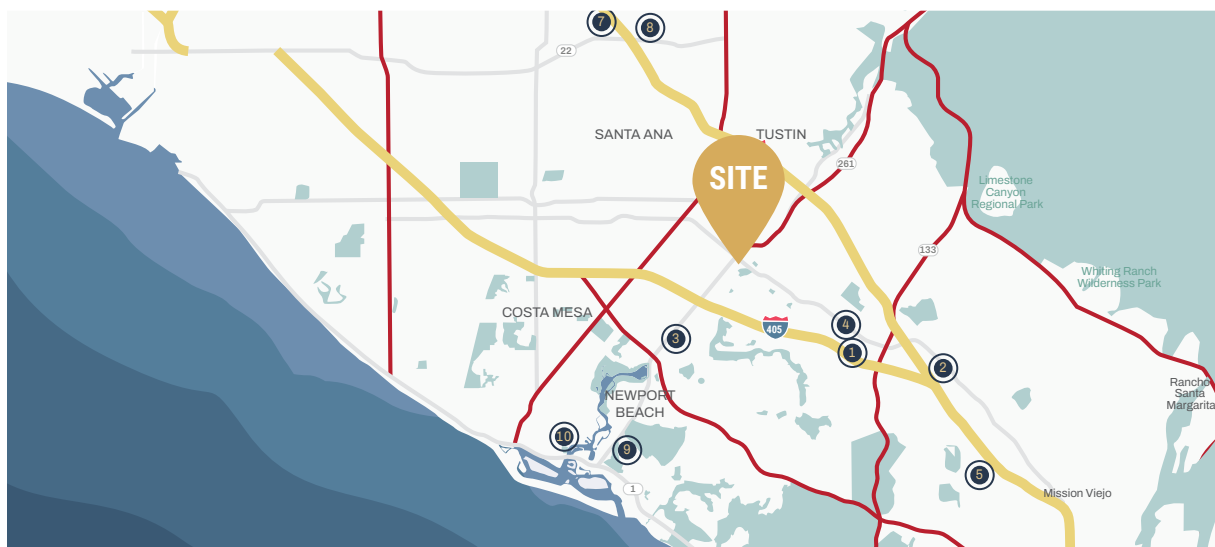 7
8
22
SANTA ANA
TUSTIN
261
SITE
Limestone
Canyon
Regional Park
133
Whiting Ranch
Wilderness Park
COSTA MESA
405
4
3
1
2
Rancho
Santa
Margarita
NEWPORT
BEACH
10
9
5
1
Mission Viejo